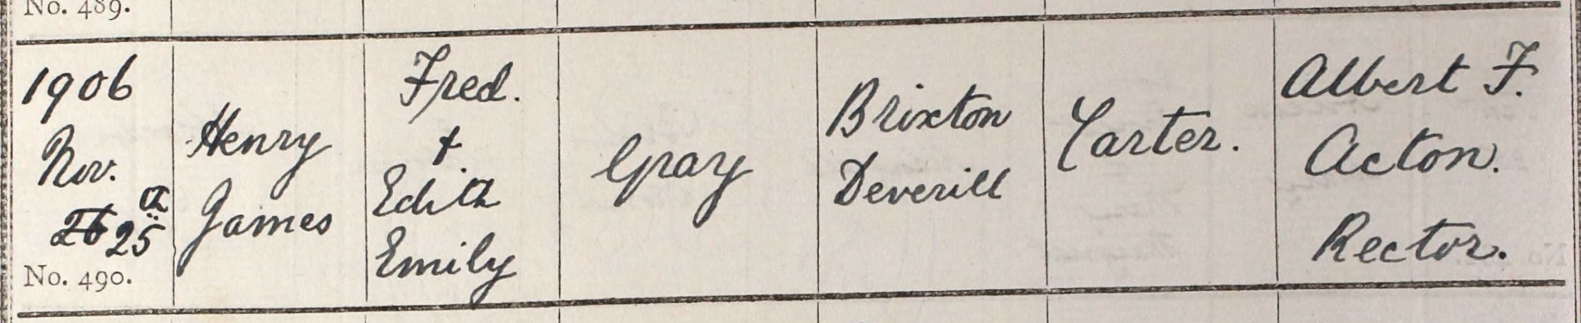 No. 489.
1906
Nov.
26 25th
No. 490.
Henry
James
Fred.
+
Edith
Emily
Gray
Brixton
Deverill
Carter.
Albert F.
Acton.
Rector.